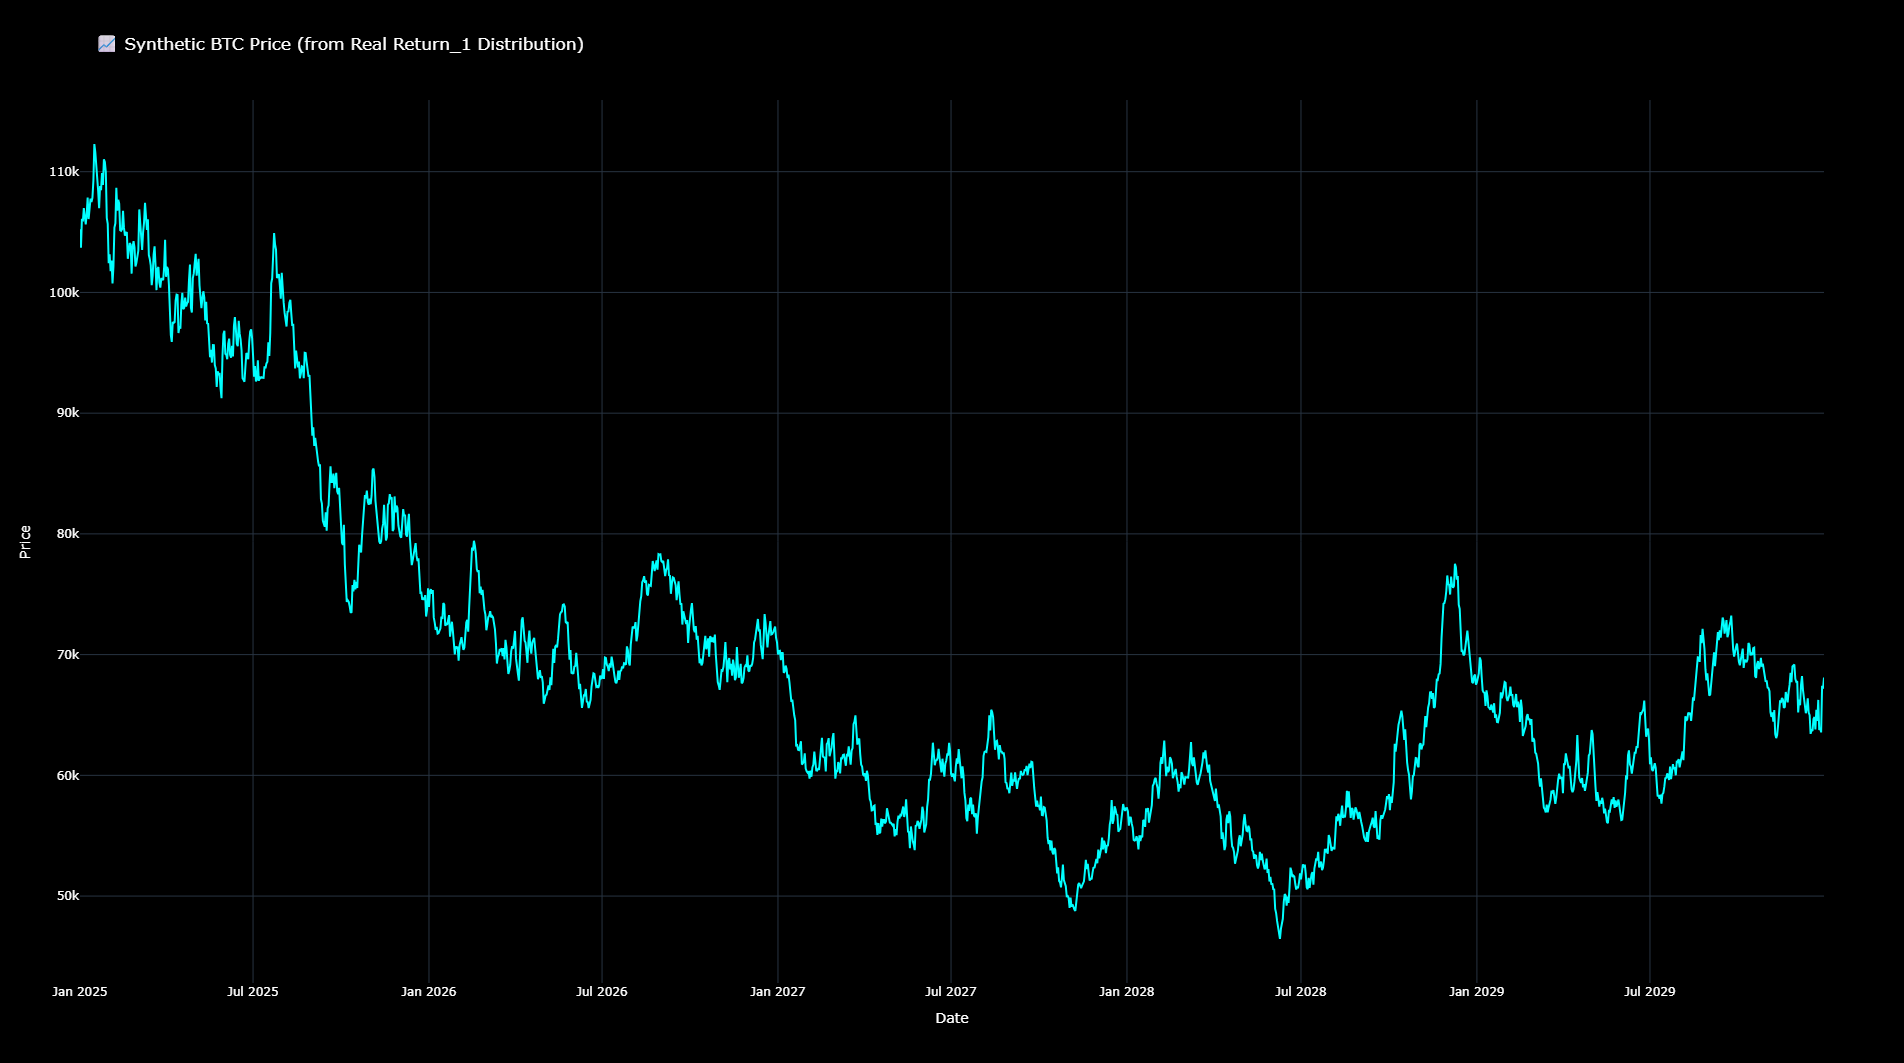 📈 Synthetic BTC Price (from Real Return_1 Distribution)
110k
100k
90k
80k
70k
60k
50k
Price
Jan 2025 Jul 2025 Jan 2026 Jul 2026 Jan 2027 Jul 2027 Jan 2028 Jul 2028 Jan 2029 Jul 2029
Date